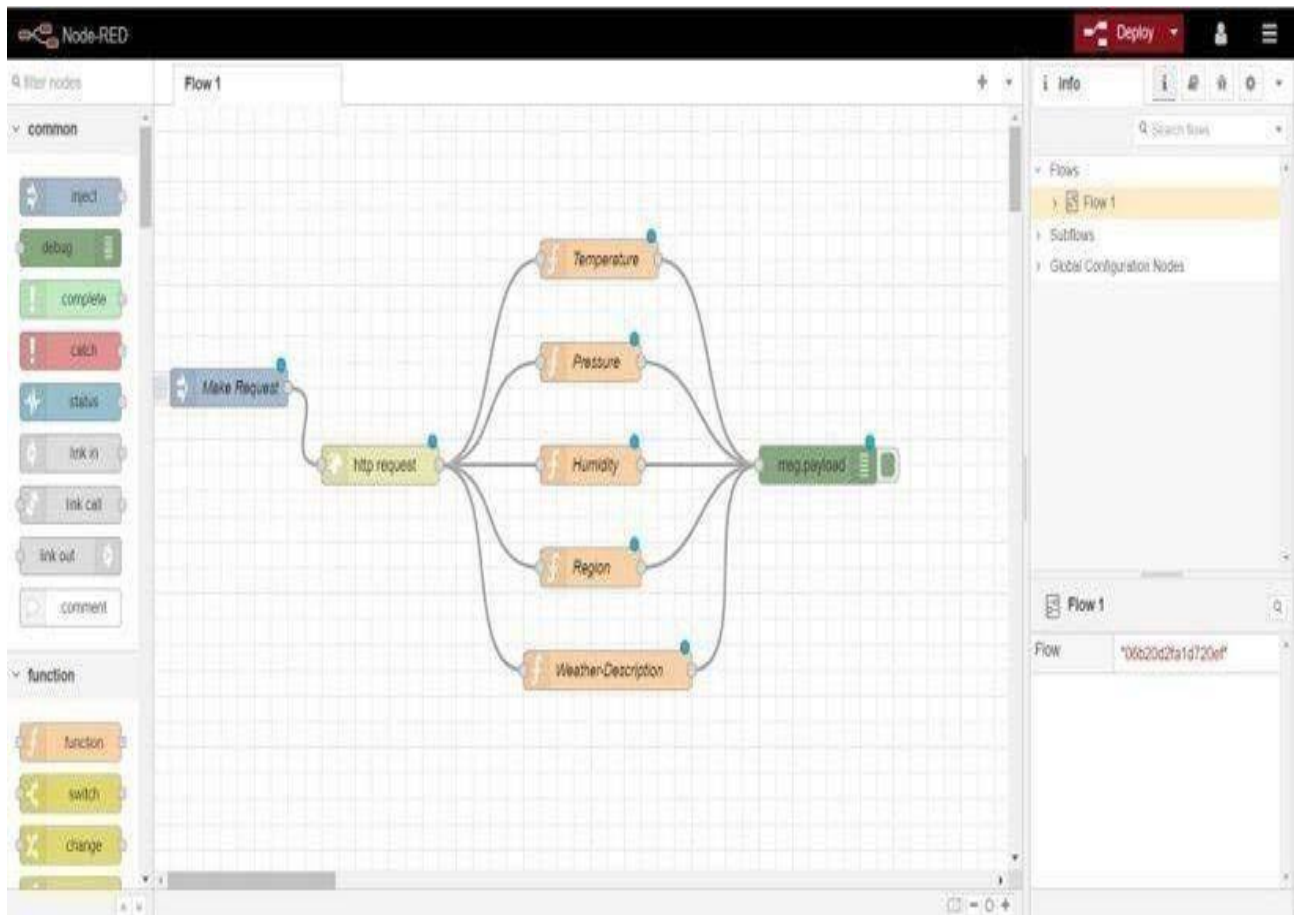 Node-RED
Deploy
filter nodes
Flow 1
info
Search flows
common
inject
debug
complete
catch
status
link in
link call
link out
comment
function
function
switch
change
Make Request
http request
Temperature
Pressure
Humidity
Region
Weather-Description
msg.payload
Flows
Flow 1
Subflows
Global Configuration Nodes
Flow 1
Flow "06b20d2fa1d720ef"